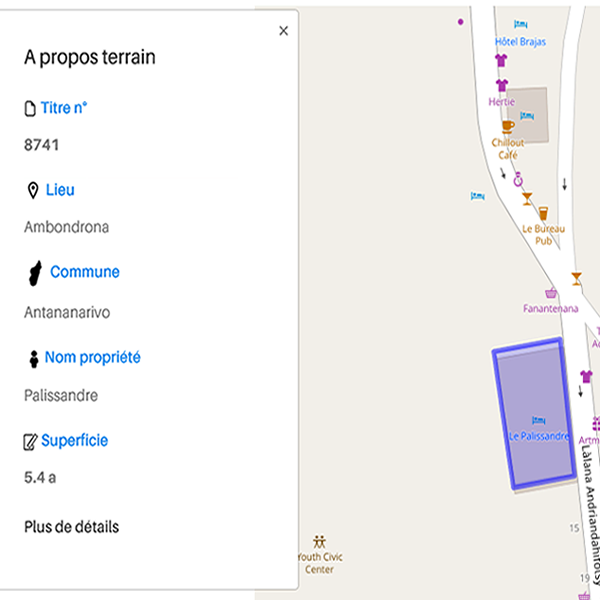 ×
A propos terrain
Titre n°
8741
Lieu
Ambondrona
Commune
Antananarivo
Nom propriété
Palissandre
Superficie
5.4 a
Plus de détails
Hôtel Brajas
Hertie
Chillout
Café
Le Bureau
Pub
Fanantenana
Le Palissandre
Artm
Làlana Andriandahifotsy
15
19
Youth Civic
Center